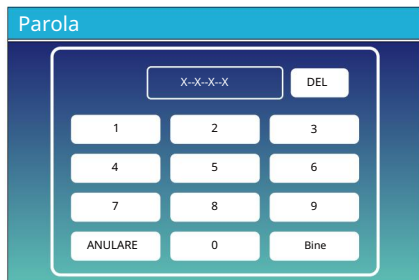 Parola
X--X--X--X DEL
1 2 3
4 5 6
7 8 9
ANULARE 0 Bine